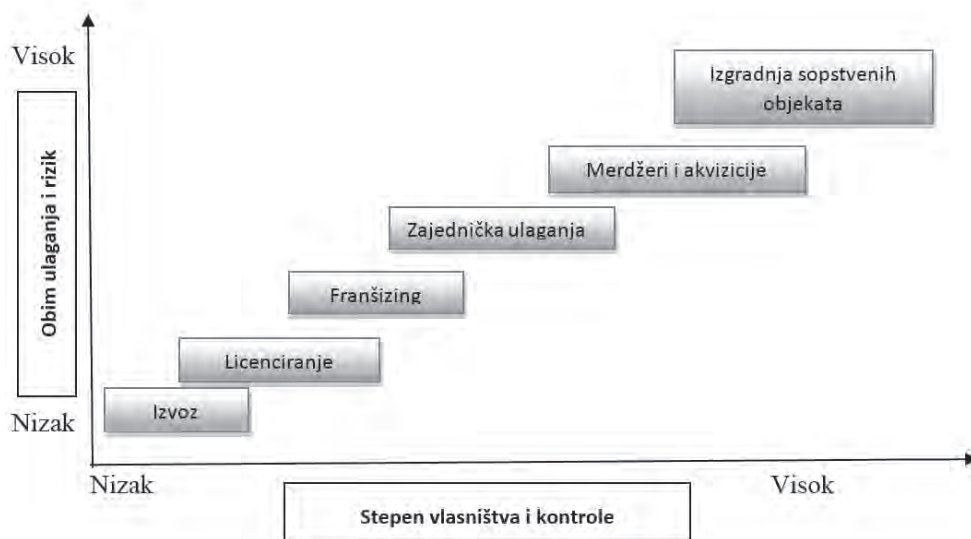 Visok
Izgradnja sopstvenih
objekata
Merdžeri i akvizicije
Obim ulaganja i rizik
Zajednička ulaganja
Franšizing
Licenciranje
Izvoz
Nizak
Nizak
Visok
Stepen vlasništva i kontrole